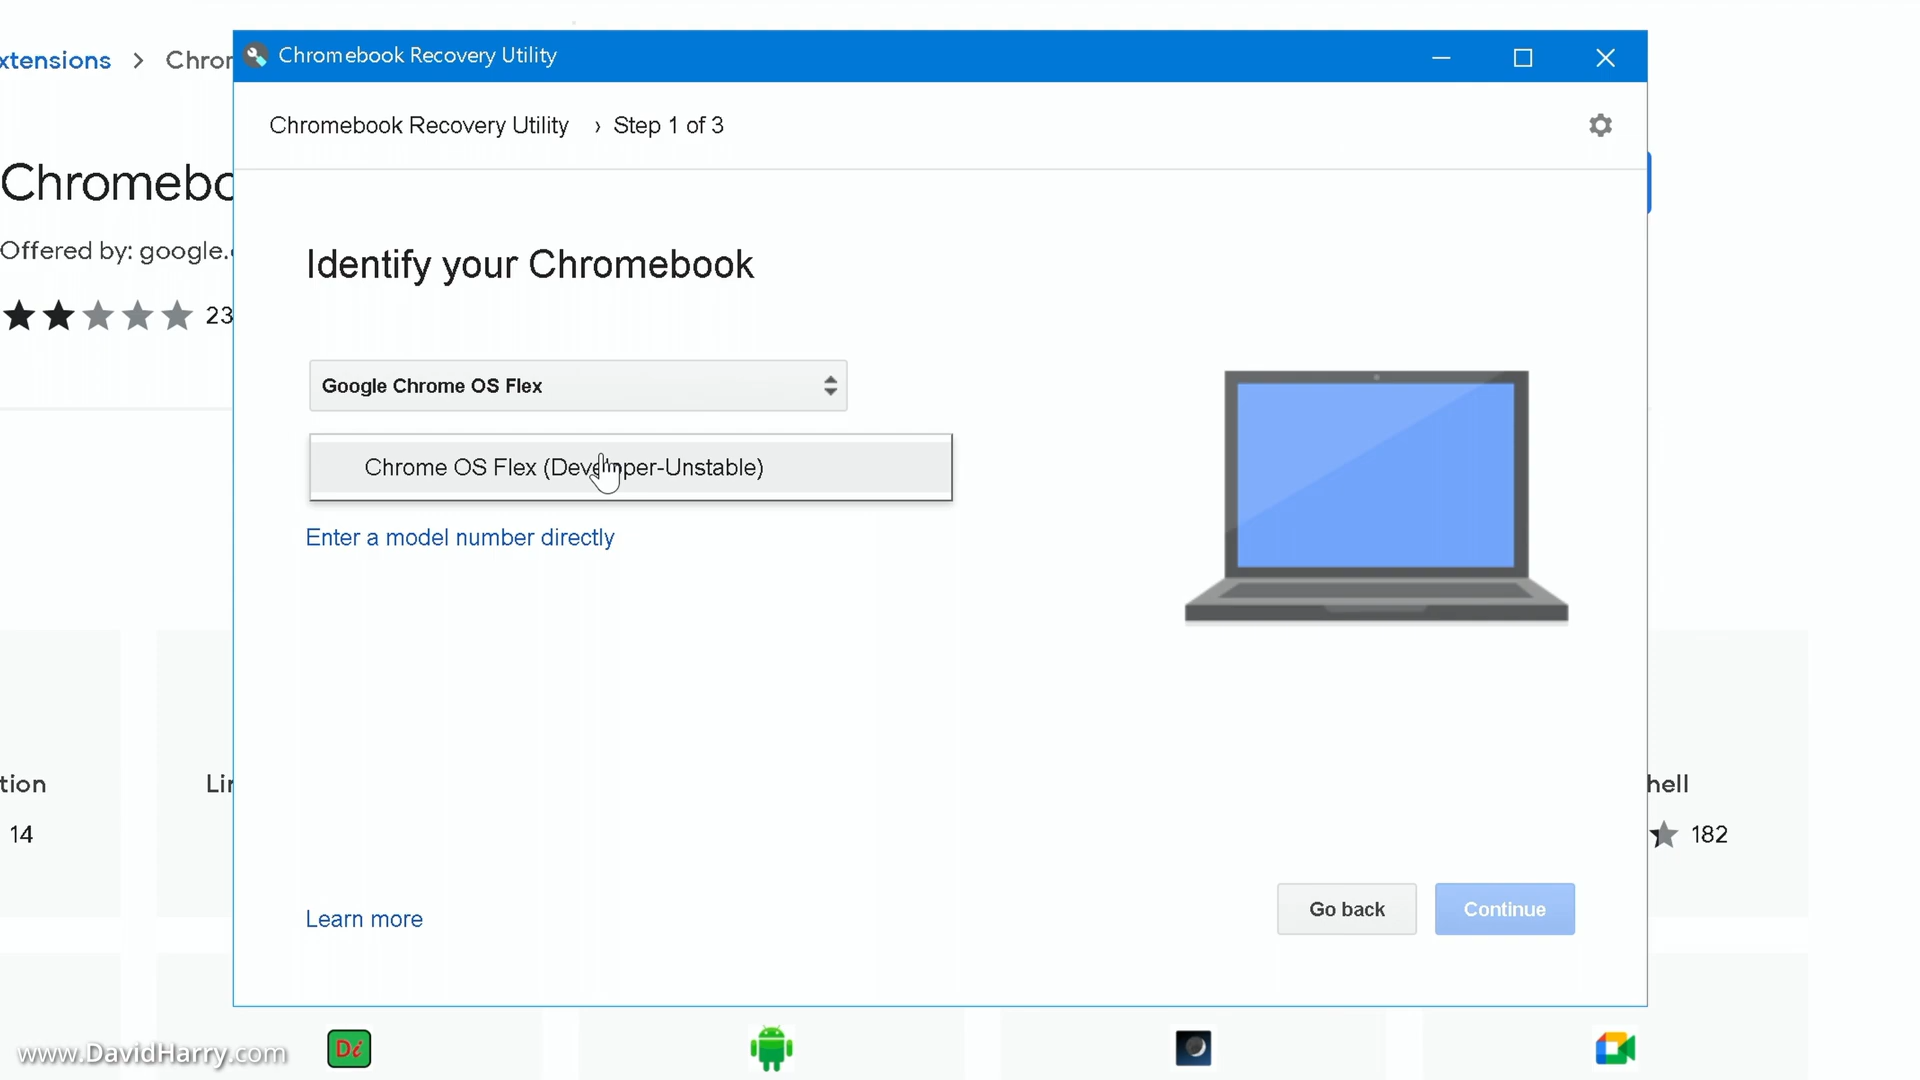 xtensions > Chror
Chromebook Recovery Utility
Chromebook Recovery Utility › Step 1 of 3
Chromebo
Offered by: google.
23
Identify your Chromebook
Google Chrome OS Flex
Chrome OS Flex (Developer-Unstable)
Enter a model number directly
tion
14
Lir
hell
182
Learn more
Go back
Continue
www.DavidHarry.com
Di